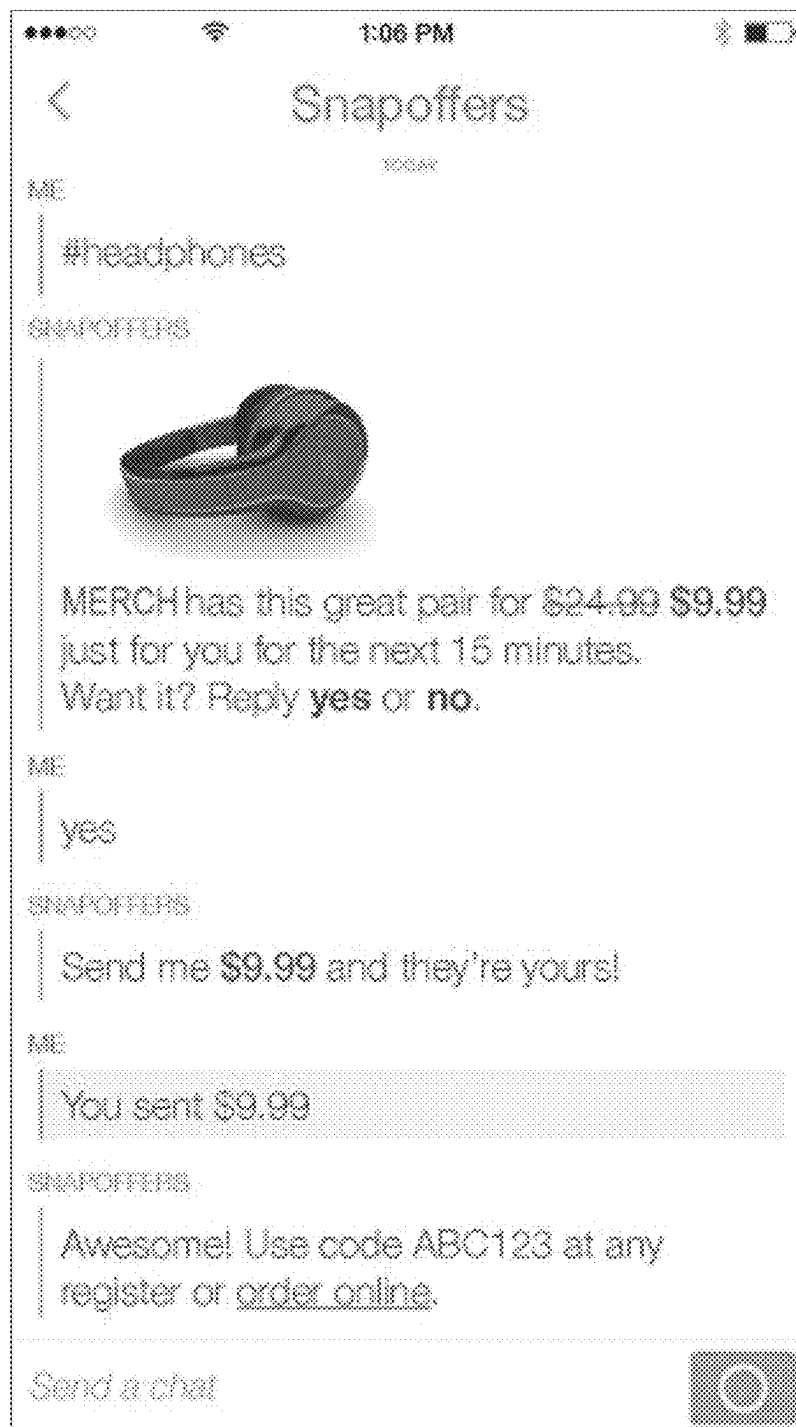 1:06 PM
Snapoffers
TODAY
ME
#headphones
SNAPOFFERS
MERCH has this great pair for $24.99 $9.99
just for you for the next 15 minutes.
Want it? Reply yes or no.
ME
yes
SNAPOFFERS
Send me $9.99 and they're yours!
ME
You sent $9.99
SNAPOFFERS
Awesome! Use code ABC123 at any
register or order online.
Send a chat